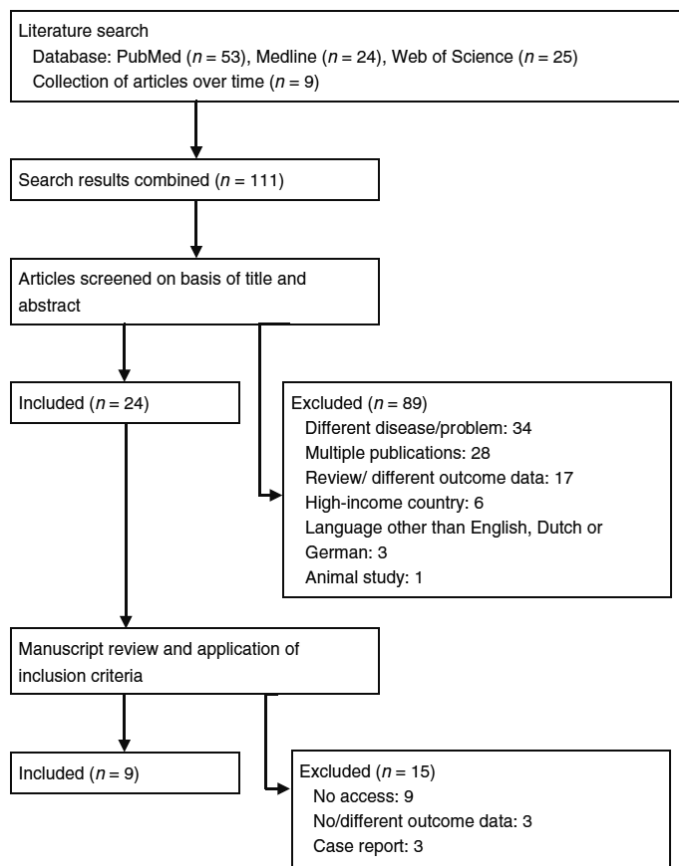 Literature search
Database: PubMed (n = 53), Medline (n = 24), Web of Science (n = 25)
Collection of articles over time (n = 9)
Search results combined (n = 111)
Articles screened on basis of title and
abstract
Included (n = 24)
Excluded (n = 89)
Different disease/problem: 34
Multiple publications: 28
Review/ different outcome data: 17
High-income country: 6
Language other than English, Dutch or
German: 3
Animal study: 1
Manuscript review and application of
inclusion criteria
Included (n = 9)
Excluded (n = 15)
No access: 9
No/different outcome data: 3
Case report: 3